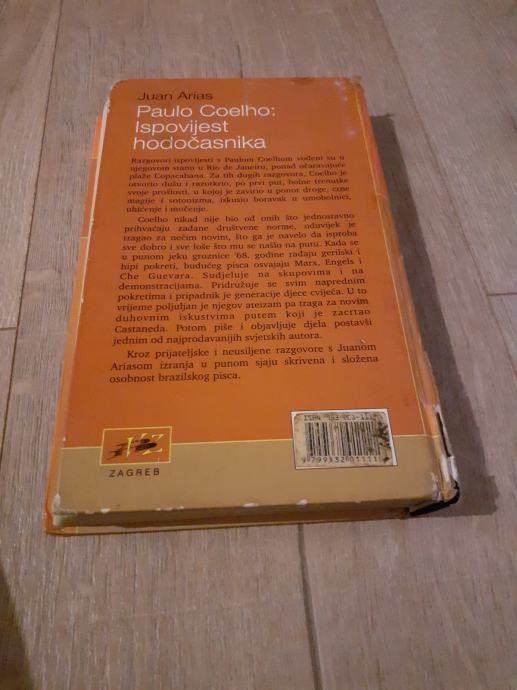 Juan Arias
Paulo Coelho:
Ispovijest
hodočasnika
Razgovori-ispovijesti s Paulom Coelhom vođeni su u
njegovom stanu u Rio de Janeiru, ponad očaravajuće
plaže Copacabana. Za tih dugih razgovora, Coelho je
otvorio dušu i razotkrio, po prvi put, bolne trenutke
svoje prošlosti, u kojoj je zavirio u ponor droge, crne
magije i sotonizma, iskusio boravak u umobolnici,
uhićenje i mučenje.
Coelho nikad nije bio od onih što jednostavno
prihvaćaju zadane društvene norme, oduvijek je
tragao za nečim novim, što ga je navelo da isproba
sve dobro i sve loše što mu se našlo na putu. Kada se
u punom jeku groznice '68. godine rađaju gerilski i
hipi pokreti, budućeg pisca osvajaju Marx, Engels i
Che Guevara. Sudjeluje na skupovima i na
demonstracijama. Pridružuje se svim naprednim
pokretima i pripadnik je generacije djece cvijeća. U to
vrijeme poljuljan je njegov ateizam pa traga za novim
duhovnim iskustvima putem koji je zacrtao
Castaneda. Potom piše i objavljuje djela postavši
jednim od najprodavanijih svjetskih autora.
Kroz prijateljske i neusiljene razgovore s Juanom
Ariasom izranja u punom sjaju skrivena i složena
osobnost brazilskog pisca.
ISBN
ZAGREB